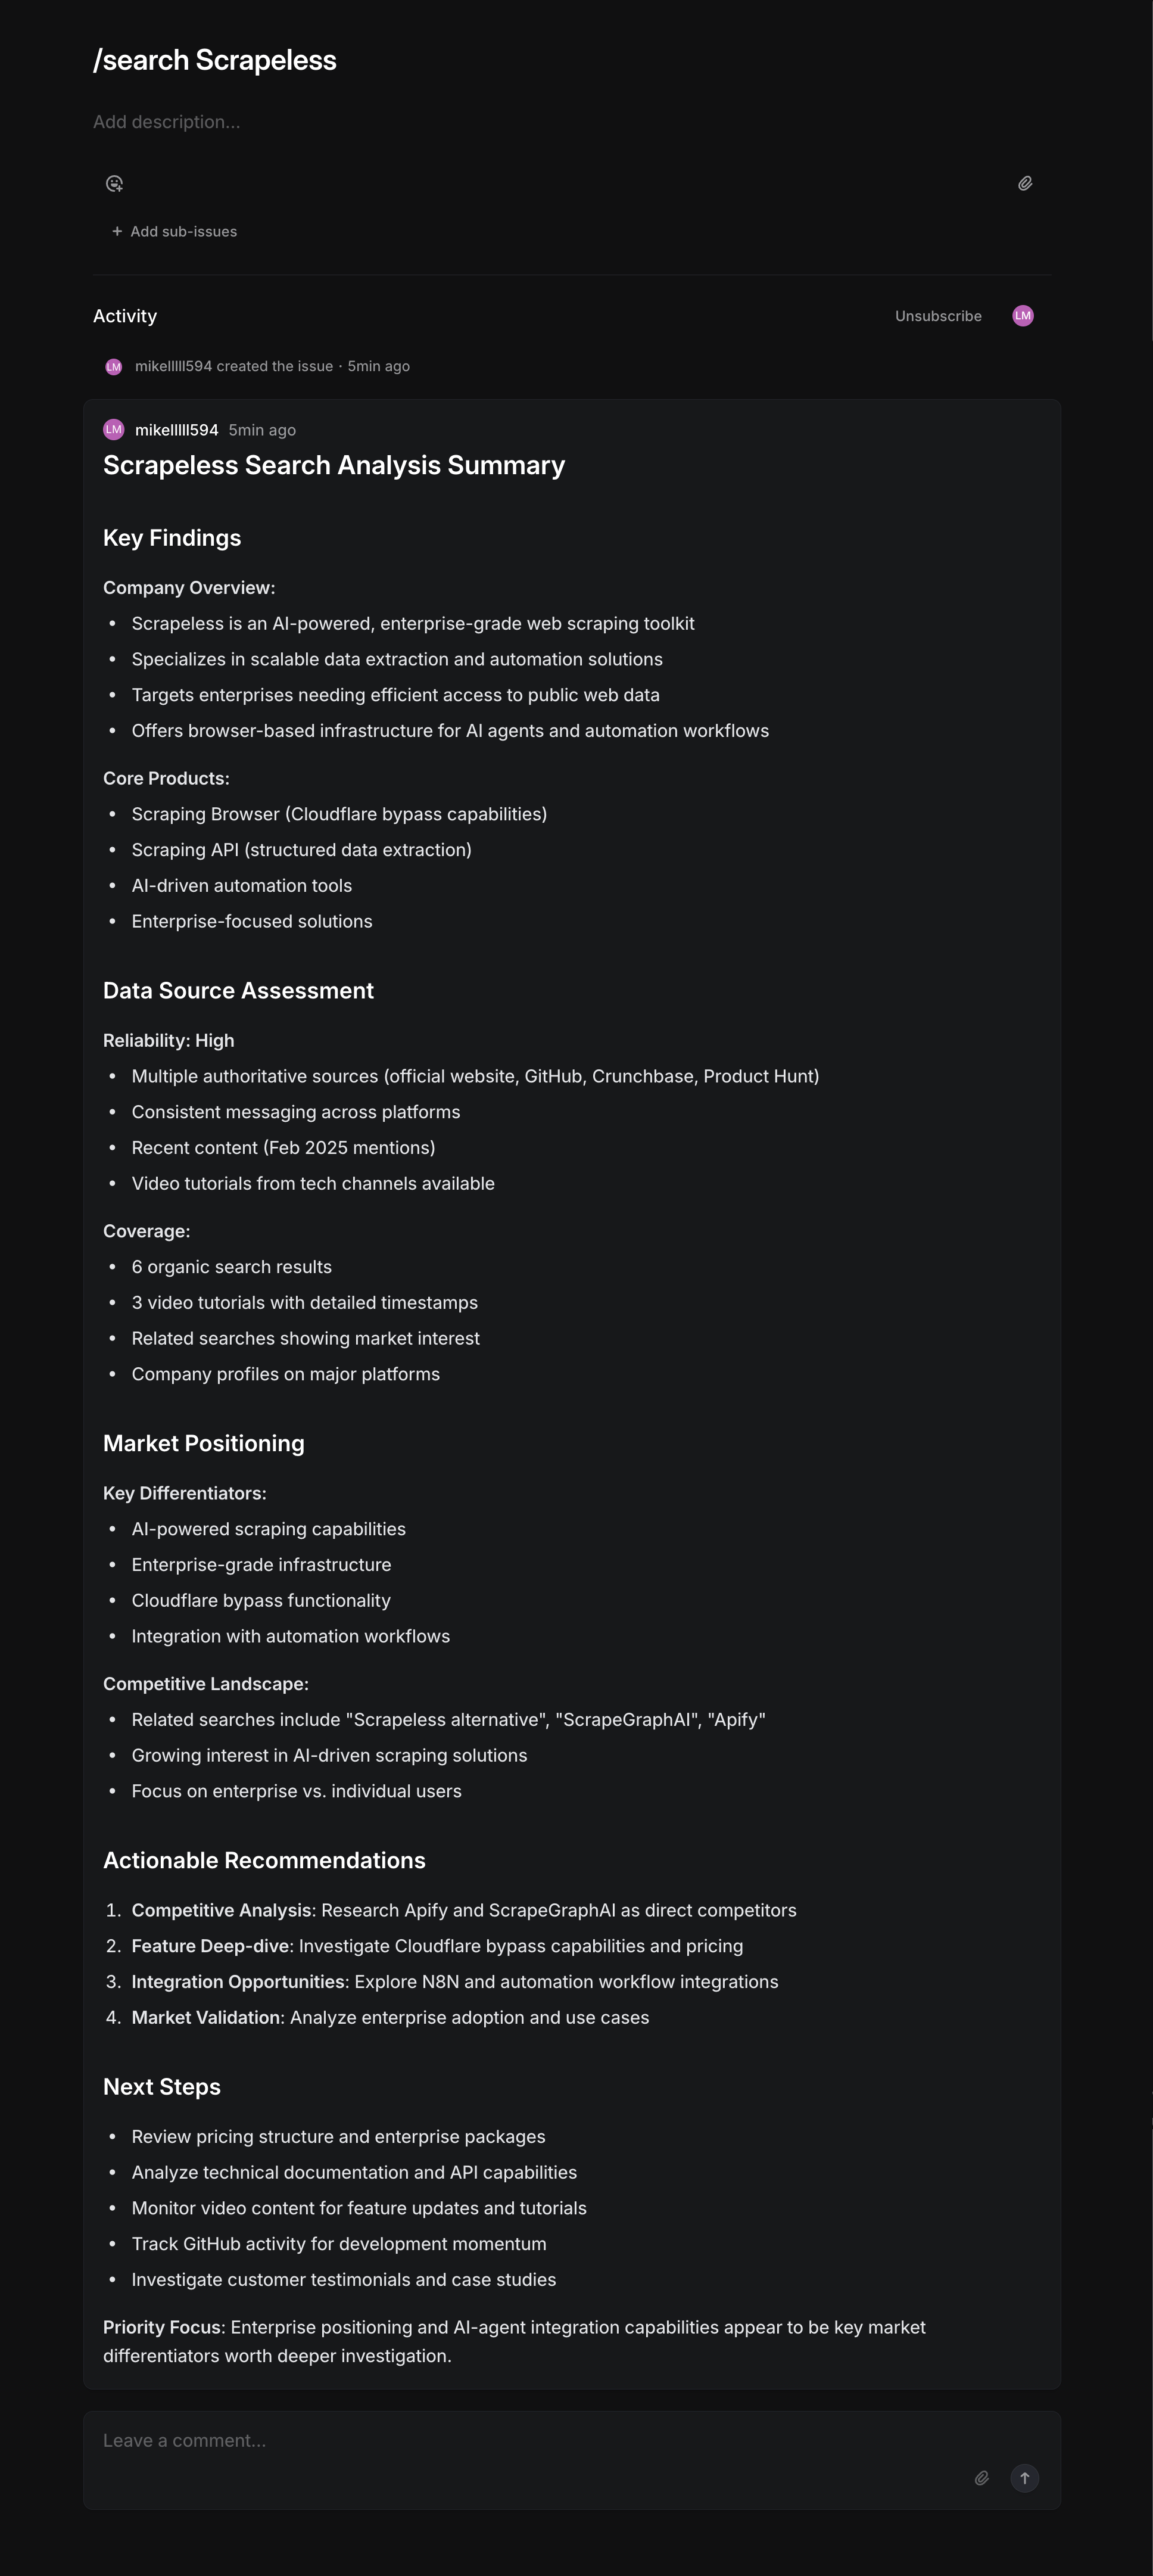 /search Scrapeless
Add description...
+ Add sub-issues
Activity
Unsubscribe
LM
LM
mikelllll594 created the issue · 5min ago
LM
mikelllll594 5min ago
Scrapeless Search Analysis Summary
Key Findings
Company Overview:
• Scrapeless is an AI-powered, enterprise-grade web scraping toolkit
• Specializes in scalable data extraction and automation solutions
• Targets enterprises needing efficient access to public web data
• Offers browser-based infrastructure for AI agents and automation workflows
Core Products:
• Scraping Browser (Cloudflare bypass capabilities)
• Scraping API (structured data extraction)
• AI-driven automation tools
• Enterprise-focused solutions
Data Source Assessment
Reliability: High
• Multiple authoritative sources (official website, GitHub, Crunchbase, Product Hunt)
• Consistent messaging across platforms
• Recent content (Feb 2025 mentions)
• Video tutorials from tech channels available
Coverage:
• 6 organic search results
• 3 video tutorials with detailed timestamps
• Related searches showing market interest
• Company profiles on major platforms
Market Positioning
Key Differentiators:
• AI-powered scraping capabilities
• Enterprise-grade infrastructure
• Cloudflare bypass functionality
• Integration with automation workflows
Competitive Landscape:
• Related searches include "Scrapeless alternative", "ScrapeGraphAI", "Apify"
• Growing interest in AI-driven scraping solutions
• Focus on enterprise vs. individual users
Actionable Recommendations
1. Competitive Analysis: Research Apify and ScrapeGraphAI as direct competitors
2. Feature Deep-dive: Investigate Cloudflare bypass capabilities and pricing
3. Integration Opportunities: Explore N8N and automation workflow integrations
4. Market Validation: Analyze enterprise adoption and use cases
Next Steps
• Review pricing structure and enterprise packages
• Analyze technical documentation and API capabilities
• Monitor video content for feature updates and tutorials
• Track GitHub activity for development momentum
• Investigate customer testimonials and case studies
Priority Focus: Enterprise positioning and AI-agent integration capabilities appear to be key market
differentiators worth deeper investigation.
Leave a comment...